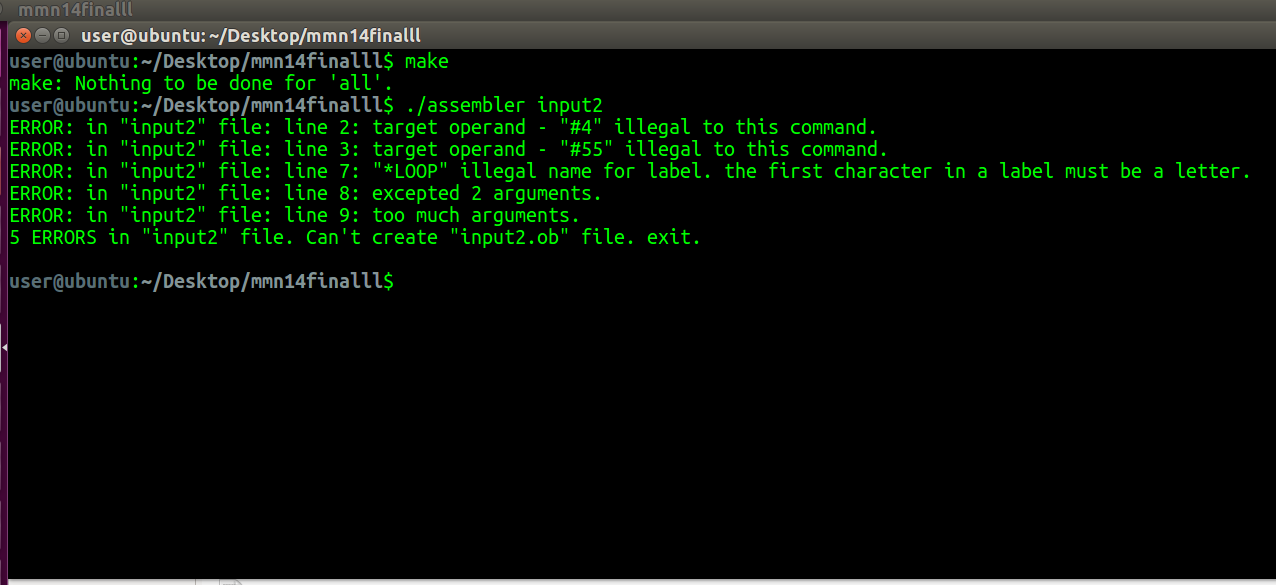 mmn14finalll
user@ubuntu: ~/Desktop/mmn14finalll
user@ubuntu:~/Desktop/mmn14finalll$ make
make: Nothing to be done for 'all'.
user@ubuntu:~/Desktop/mmn14finalll$ ./assembler input2
ERROR: in "input2" file: line 2: target operand - "#4" illegal to this command.
ERROR: in "input2" file: line 3: target operand - "#55" illegal to this command.
ERROR: in "input2" file: line 7: "*LOOP" illegal name for label. the first character in a label must be a letter.
ERROR: in "input2" file: line 8: excepted 2 arguments.
ERROR: in "input2" file: line 9: too much arguments.
5 ERRORS in "input2" file. Can't create "input2.ob" file. exit.
user@ubuntu:~/Desktop/mmn14finalll$